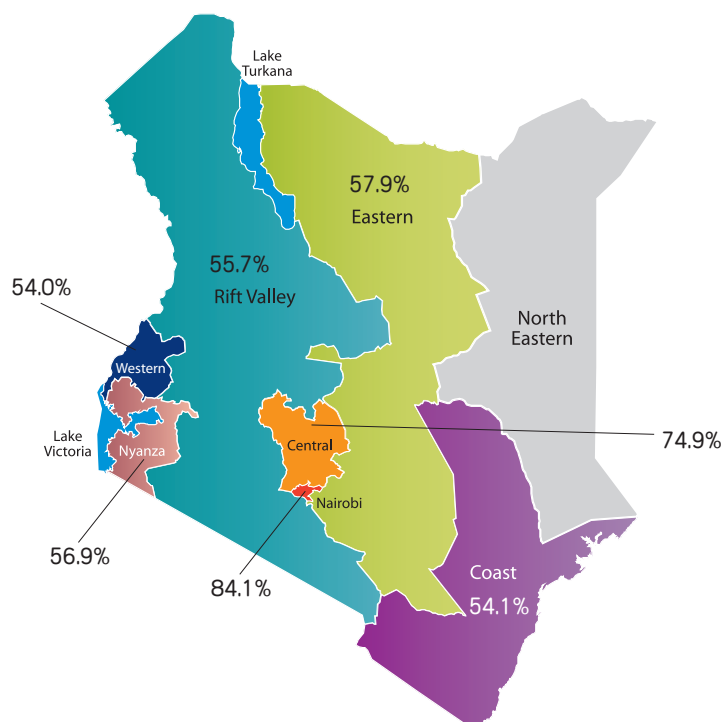 Lake
Turkana
57.9%
Eastern
55.7%
Rift Valley
54.0%
North
Eastern
Western
Central
74.9%
Lake
Victoria
Nyanza
Nairobi
56.9%
84.1%
Coast
54.1%